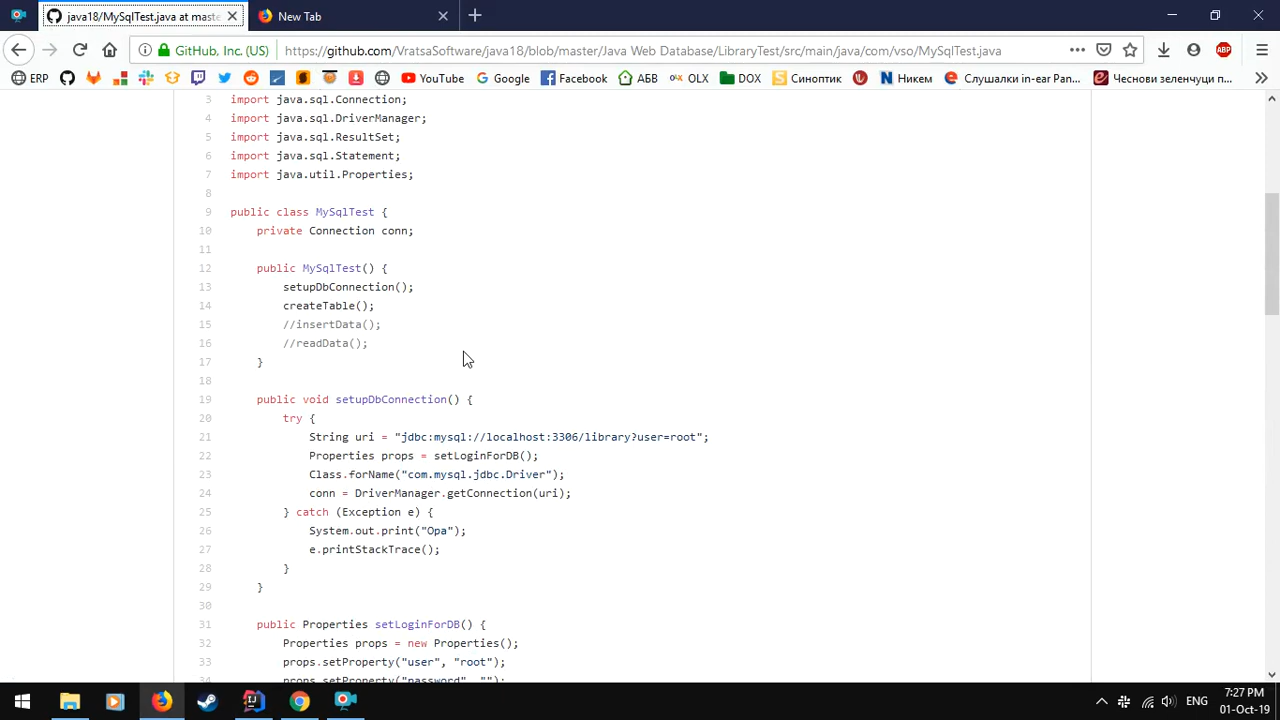 java18/MySqlTest.java at maste
New Tab
GitHub, Inc. (US)
https://github.com/VratsaSoftware/java18/blob/master/Java Web Database/LibraryTest/src/main/java/com/vso/MySqlTest.java
ABP
ERP
YouTube
Google
Facebook
АБВ
OLX
DOX
Синоптик
Никем
Слушалки in-ear Pan...
Чеснови зеленчуци п...
3 import java.sql.Connection;
4 import java.sql.DriverManager;
5 import java.sql.ResultSet;
6 import java.sql.Statement;
7 import java.util.Properties;
8
9 public class MySqlTest {
10 private Connection conn;
11
12 public MySqlTest() {
13 setupDbConnection();
14 createTable();
15 //insertData();
16 //readData();
17 }
18
19 public void setupDbConnection() {
20 try {
21 String uri = "jdbc:mysql://localhost:3306/library?user=root";
22 Properties props = setLoginForDB();
23 Class.forName("com.mysql.jdbc.Driver");
24 conn = DriverManager.getConnection(uri);
25 } catch (Exception e) {
26 System.out.print("Opa");
27 e.printStackTrace();
28 }
29 }
30
31 public Properties setLoginForDB() {
32 Properties props = new Properties();
33 props.setProperty("user", "root");
34 props.setProperty("password", "");
ENG
7:27 PM
01-Oct-19